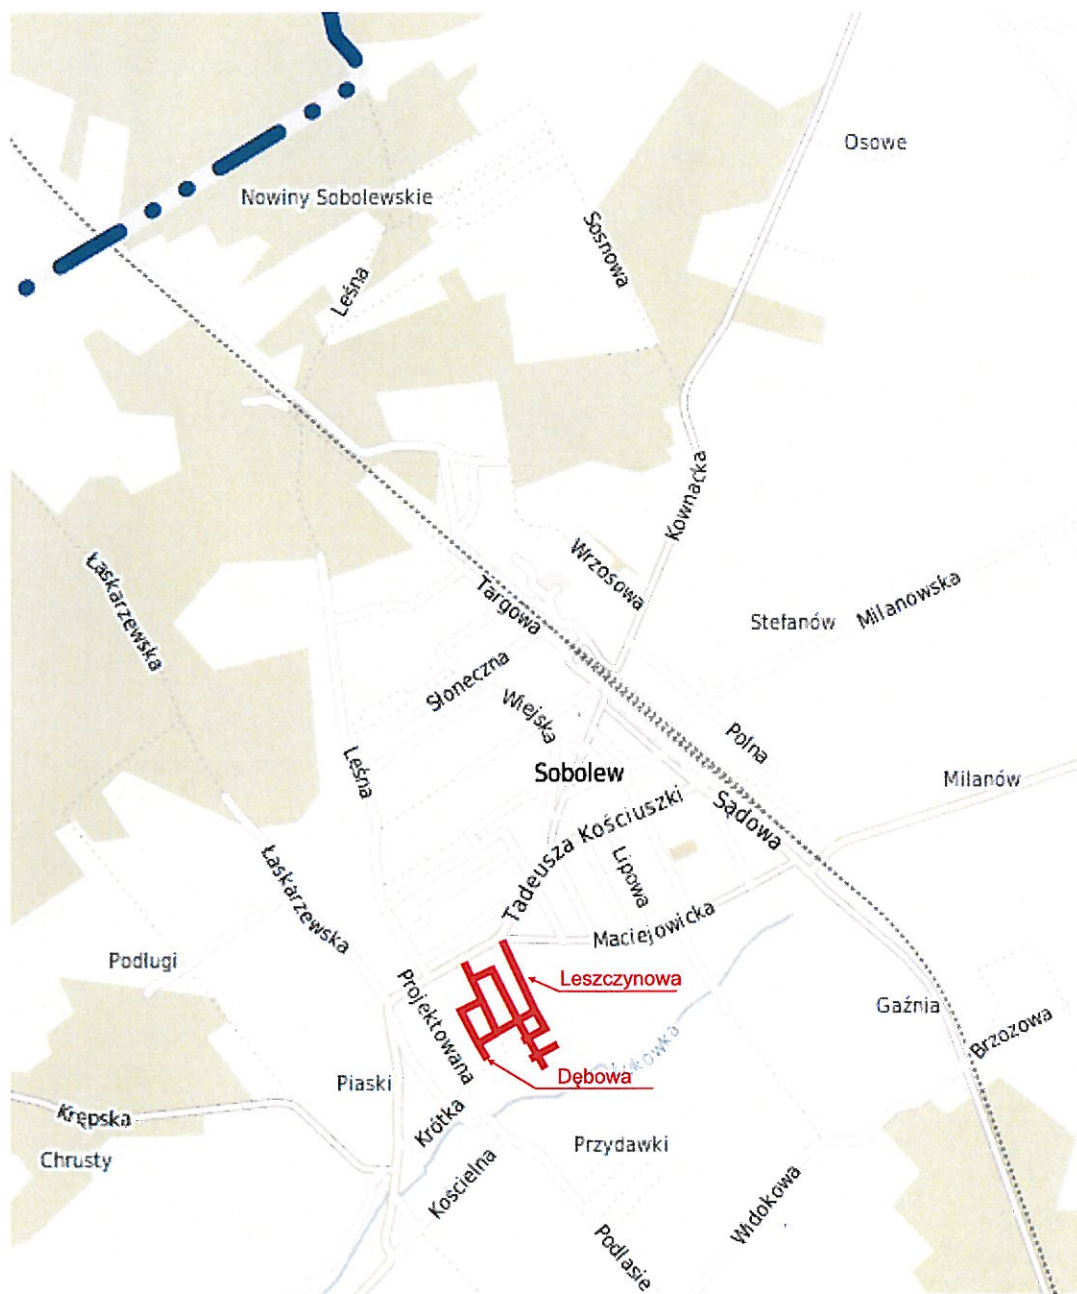 Osowe
Nowiny Sobolewskie
Sosnowa
Leśna
Kownacka
Wrzosowa
Łaskarzewska
Targowa
Milanowska
Stefanów
Słoneczna
Wiejska
Polna
Leśna
Sobolew
Milanów
Tadeusza Kościuszki
Sądowa
Łaskarzewska
Lipowa
Maciejowicka
Podługi
Leszczynowa
Projektowana
Gaźnia
Brzozowa
Dębowa
Piaski
Krępska
Krótka
Przydawki
Chrusty
Kościelna
Widokowa
Podlasie